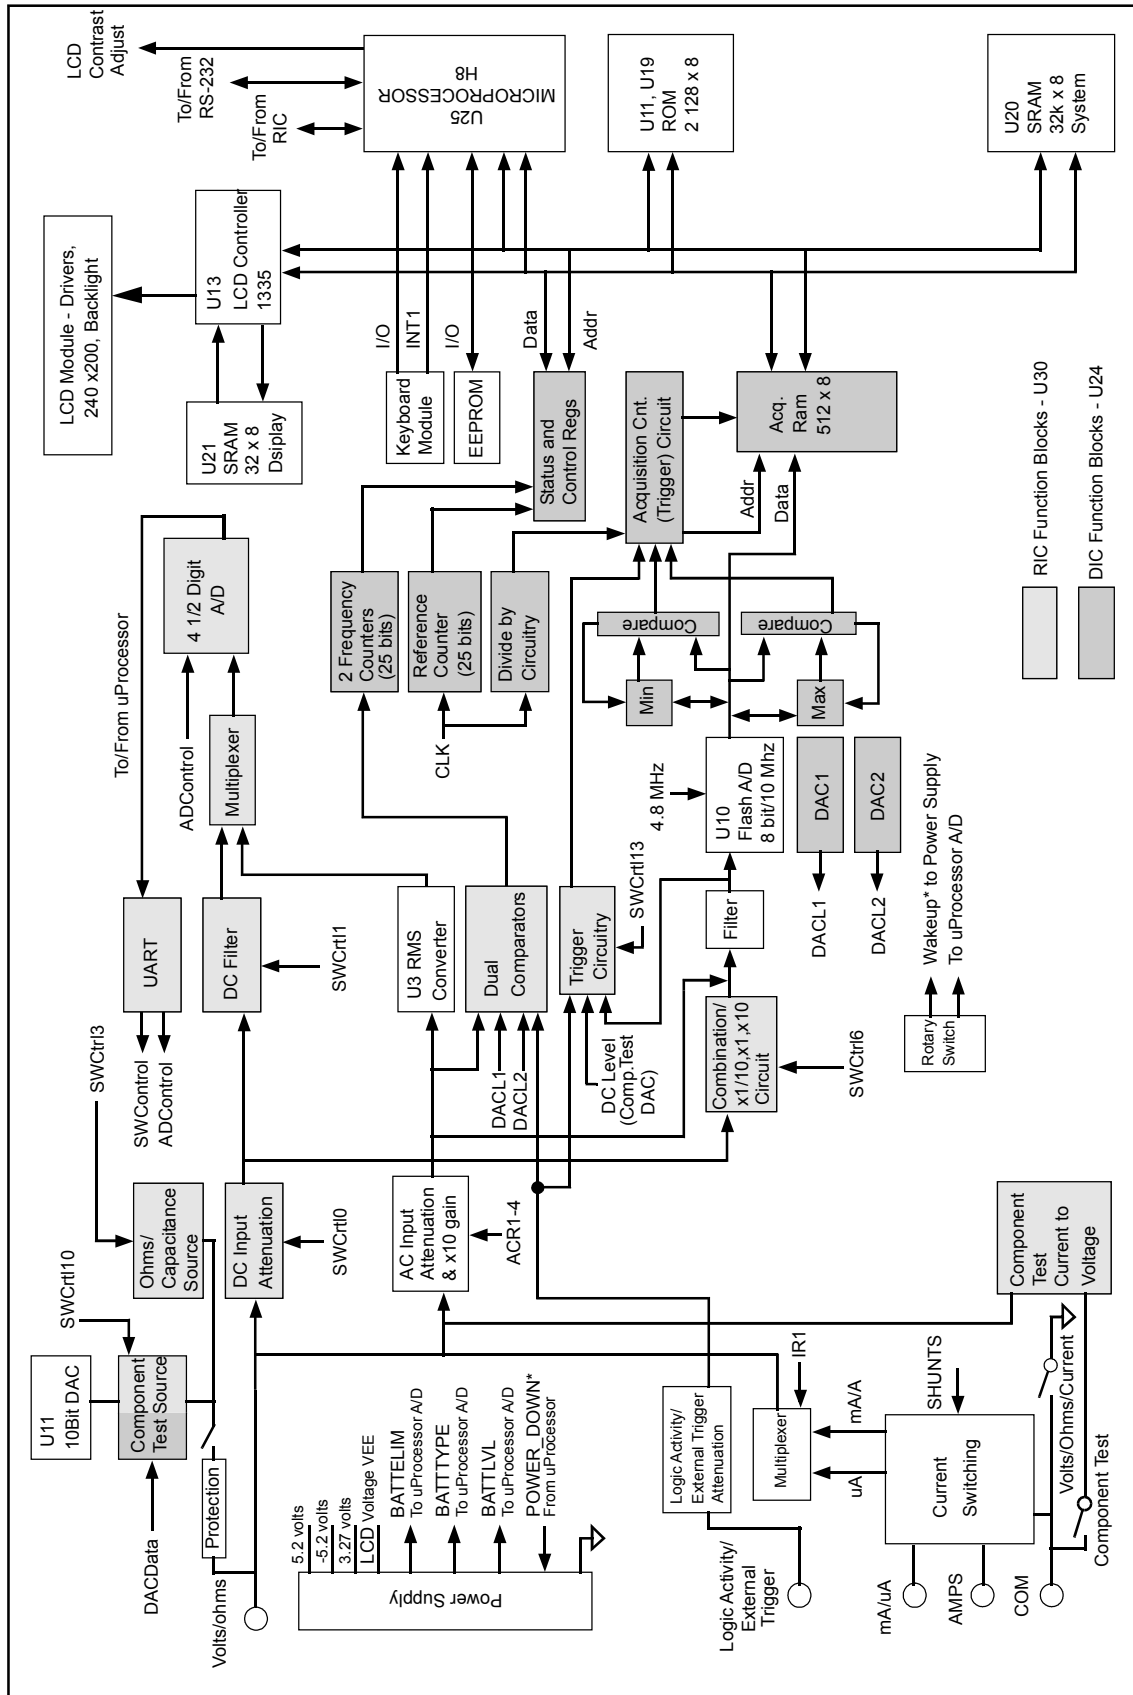 LCD
Contrast
Adjust
To/From
RS-232
To/From
RIC
U25
MICROPROCESSOR
H8
U11, U19
ROM
2 128 x 8
U20
SRAM
32k x 8
System
LCD Module - Drivers,
240 x200, Backlight
U13
LCD Controller
1335
U21
SRAM
32 x 8
Dsiplay
I/O
INT1
I/O
Data
Addr
Keyboard
Module
EEPROM
Status and
Control Regs
Acquisition Cnt.
(Trigger) Circuit
Acq.
Ram
512 x 8
Addr
Data
RIC Function Blocks - U30
DIC Function Blocks - U24
To/From uProcessor
4 1/2 Digit
A/D
ADControl
Multiplexer
2 Frequency
Counters
(25 bits)
Reference
Counter
(25 bits)
Divide by
Circuitry
CLK
Compare
Compare
Min
Max
4.8 MHz
U10
Flash A/D
8 bit/10 Mhz
DAC1
DAC2
DACL1
DACL2
UART
DC Filter
SWCrtl1
SWControl
ADControl
U3 RMS
Converter
Dual
Comparators
DACL1
DACL2
Trigger
Circuitry
SWCrtl13
DC Level
(Comp.Test
DAC)
Filter
Combination/
x1/10,x1,x10
Circuit
SWCtrl6
Wakeup* to Power Supply
To uProcessor A/D
Rotary
Switch
SWCtrl3
Ohms/
Capacitance
Source
DC Input
Attenuation
SWCrtl0
AC Input
Attenuation
& x10 gain
ACR1-4
Component
Test
Current to
Voltage
SWCrtl10
U11
10Bit DAC
Component
Test Source
DACData
Protection
Volts/ohms
5.2 volts
-5.2 volts
3.27 volts
LCD Voltage VEE
BATTELIM
To uProcessor A/D
BATTTYPE
To uProcessor A/D
BATTLVL
To uProcessor A/D
POWER_DOWN*
From uProcessor
Power Supply
Logic Activity/
External Trigger
Attenuation
Logic Activity/
External
Trigger
IR1
Multiplexer
uA
mA/A
SHUNTS
Current
Switching
mA/uA
AMPS
COM
Volts/Ohms/Current
Component Test